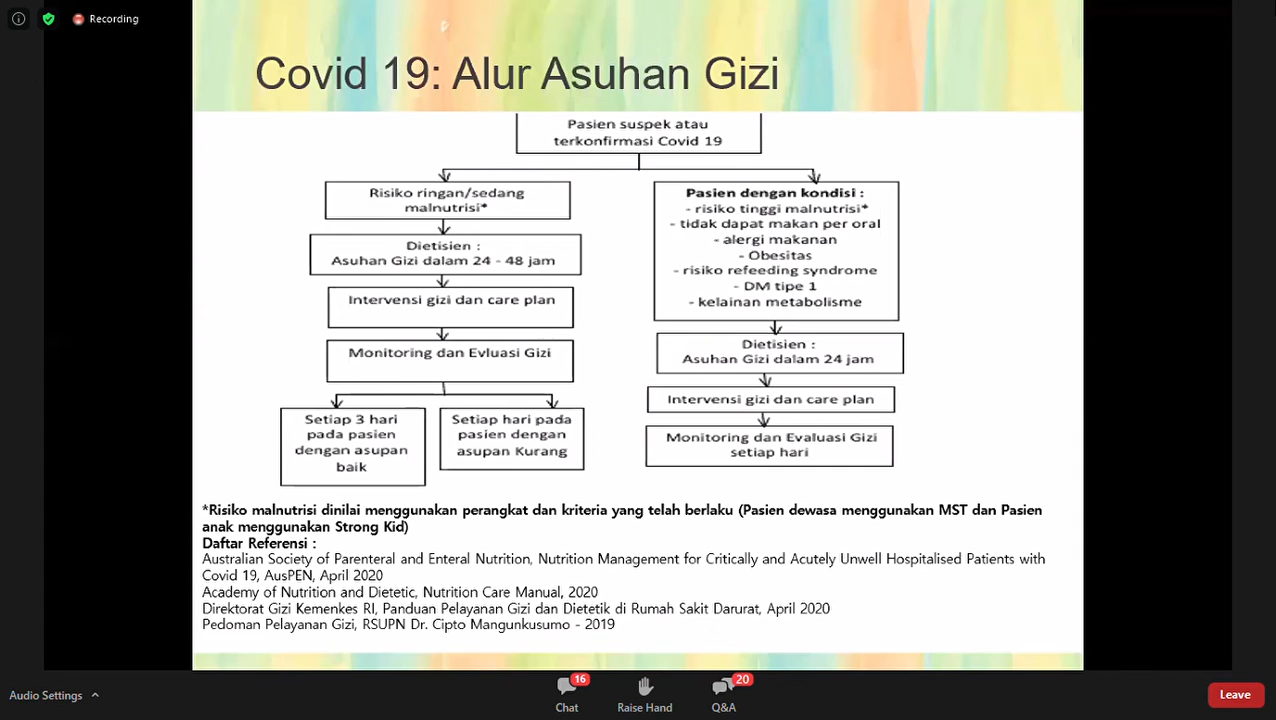 Recording
Covid 19: Alur Asuhan Gizi
Pasien suspek atau
terkonfirmasi Covid 19
Risiko ringan/sedang
malnutrisi*
Dietisien :
Asuhan Gizi dalam 24 - 48 jam
Intervensi gizi dan care plan
Monitoring dan Evluasi Gizi
Setiap 3 hari
pada pasien
dengan asupan
baik
Setiap hari pada
pasien dengan
asupan Kurang
Pasien dengan kondisi :
- risiko tinggi malnutrisi*
- tidak dapat makan per oral
- alergi makanan
- Obesitas
- risiko refeeding syndrome
- DM tipe 1
- kelainan metabolisme
Dietisien :
Asuhan Gizi dalam 24 jam
Intervensi gizi dan care plan
Monitoring dan Evaluasi Gizi
setiap hari
*Risiko malnutrisi dinilai menggunakan perangkat dan kriteria yang telah berlaku (Pasien dewasa menggunakan MST dan Pasien
anak menggunakan Strong Kid)
Daftar Referensi :
Australian Society of Parenteral and Enteral Nutrition, Nutrition Management for Critically and Acutely Unwell Hospitalised Patients with
Covid 19, AusPEN, April 2020
Academy of Nutrition and Dietetic, Nutrition Care Manual, 2020
Direktorat Gizi Kemenkes RI, Panduan Pelayanan Gizi dan Dietetik di Rumah Sakit Darurat, April 2020
Pedoman Pelayanan Gizi, RSUPN Dr. Cipto Mangunkusumo - 2019
Audio Settings
16
Chat
Raise Hand
20
Q&A
Leave